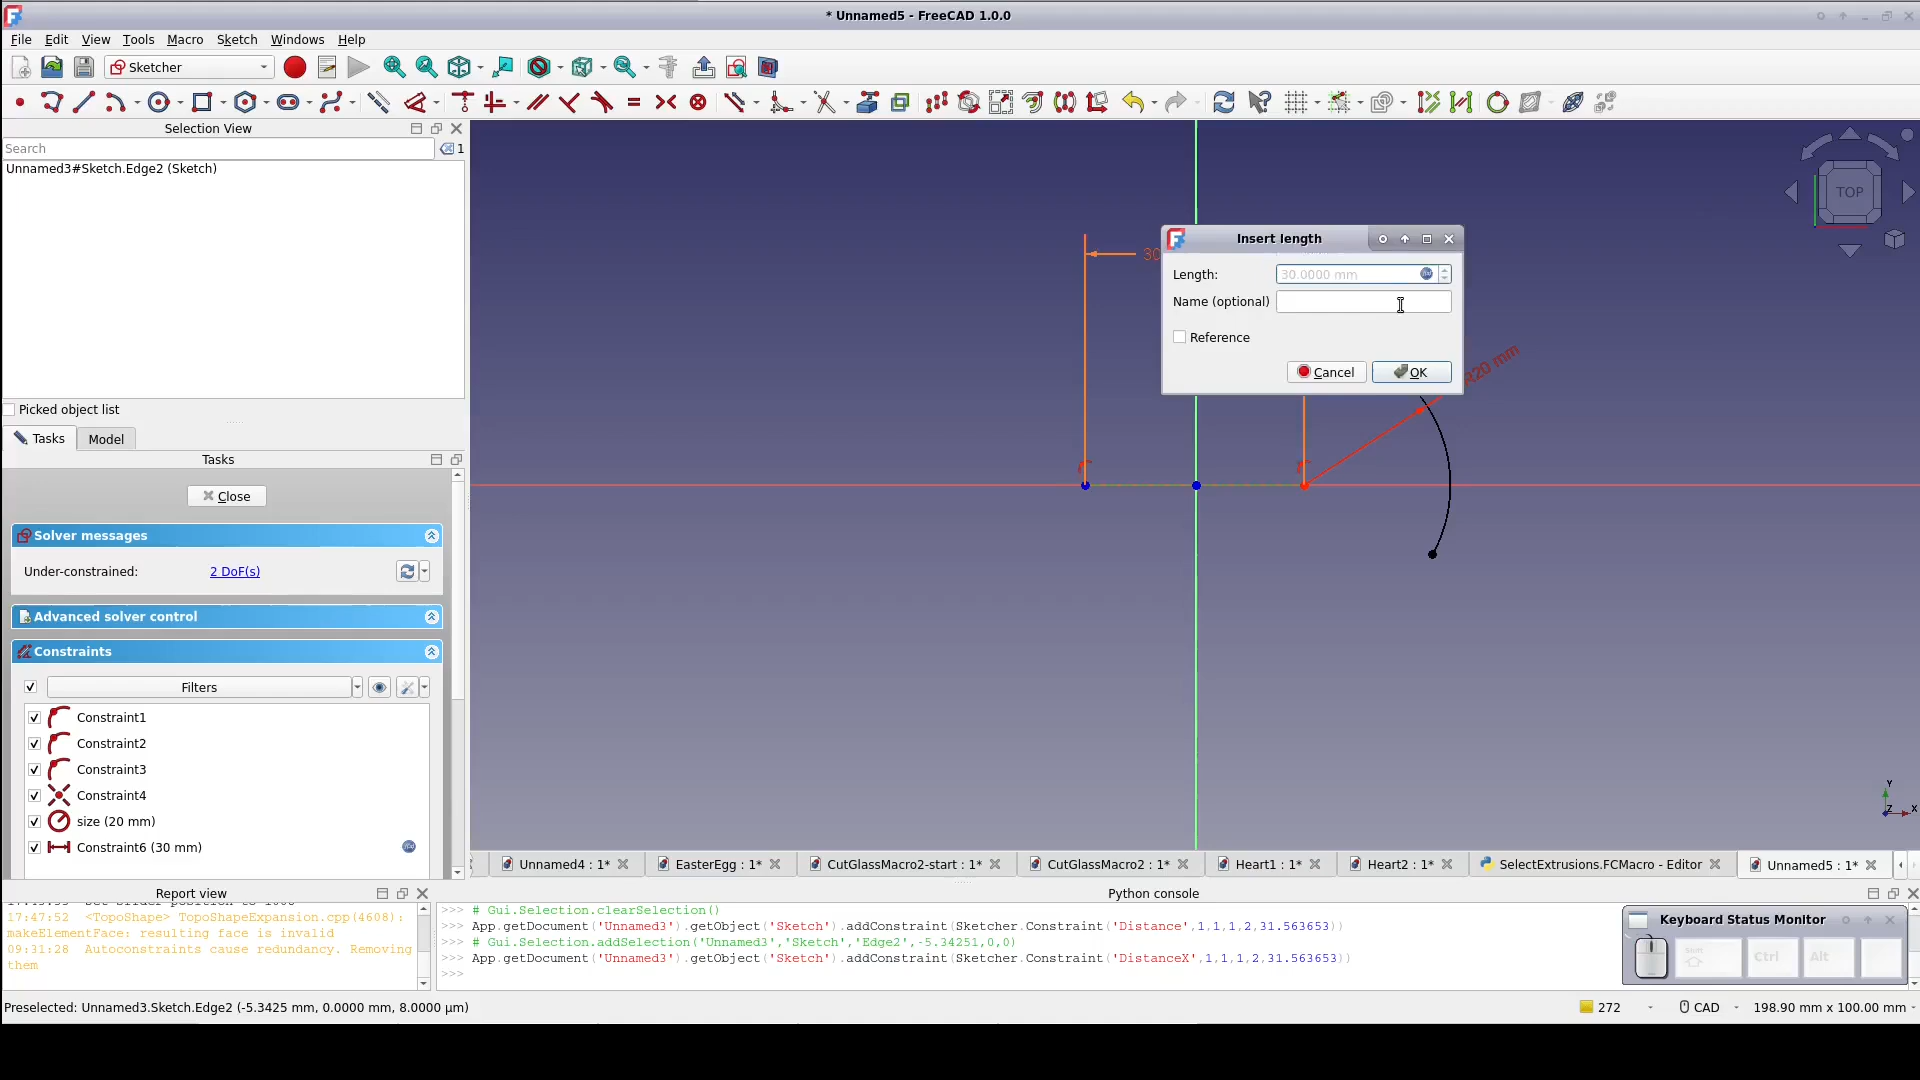 * Unnamed5 - FreeCAD 1.0.0
File Edit View Tools Macro Sketch Windows Help
Sketcher
Selection View
Search
1
Unnamed3#Sketch.Edge2 (Sketch)
Picked object list
Tasks
Model
Tasks
Close
Solver messages
Under-constrained: 2 DoF(s)
Advanced solver control
Constraints
Filters
Constraint1
Constraint2
Constraint3
Constraint4
size (20 mm)
Constraint6 (30 mm)
TOP
30
Insert length
Length: 30.0000 mm
Name (optional)
Reference
Cancel
OK
R20 mm
Y
Z
X
Unnamed4 : 1*
EasterEgg : 1*
CutGlassMacro2-start : 1*
CutGlassMacro2 : 1*
Heart1 : 1*
Heart2 : 1*
SelectExtrusions.FCMacro - Editor
Unnamed5 : 1*
Report view
17:47:52 <TopoShape> TopoShapeExpansion.cpp(4608):
makeElementFace: resulting face is invalid
09:31:28 Autoconstraints cause redundancy. Removing
them
Python console
>>> # Gui.Selection.clearSelection()
>>> App.getDocument('Unnamed3').getObject('Sketch').addConstraint(Sketcher.Constraint('Distance',1,1,1,2,31.563653))
>>> # Gui.Selection.addSelection('Unnamed3','Sketch','Edge2',-5.34251,0,0)
>>> App.getDocument('Unnamed3').getObject('Sketch').addConstraint(Sketcher.Constraint('DistanceX',1,1,1,2,31.563653))
>>>
Keyboard Status Monitor
Shift
Ctrl
Alt
Preselected: Unnamed3.Sketch.Edge2 (-5.3425 mm, 0.0000 mm, 8.0000 µm)
272
CAD
198.90 mm x 100.00 mm